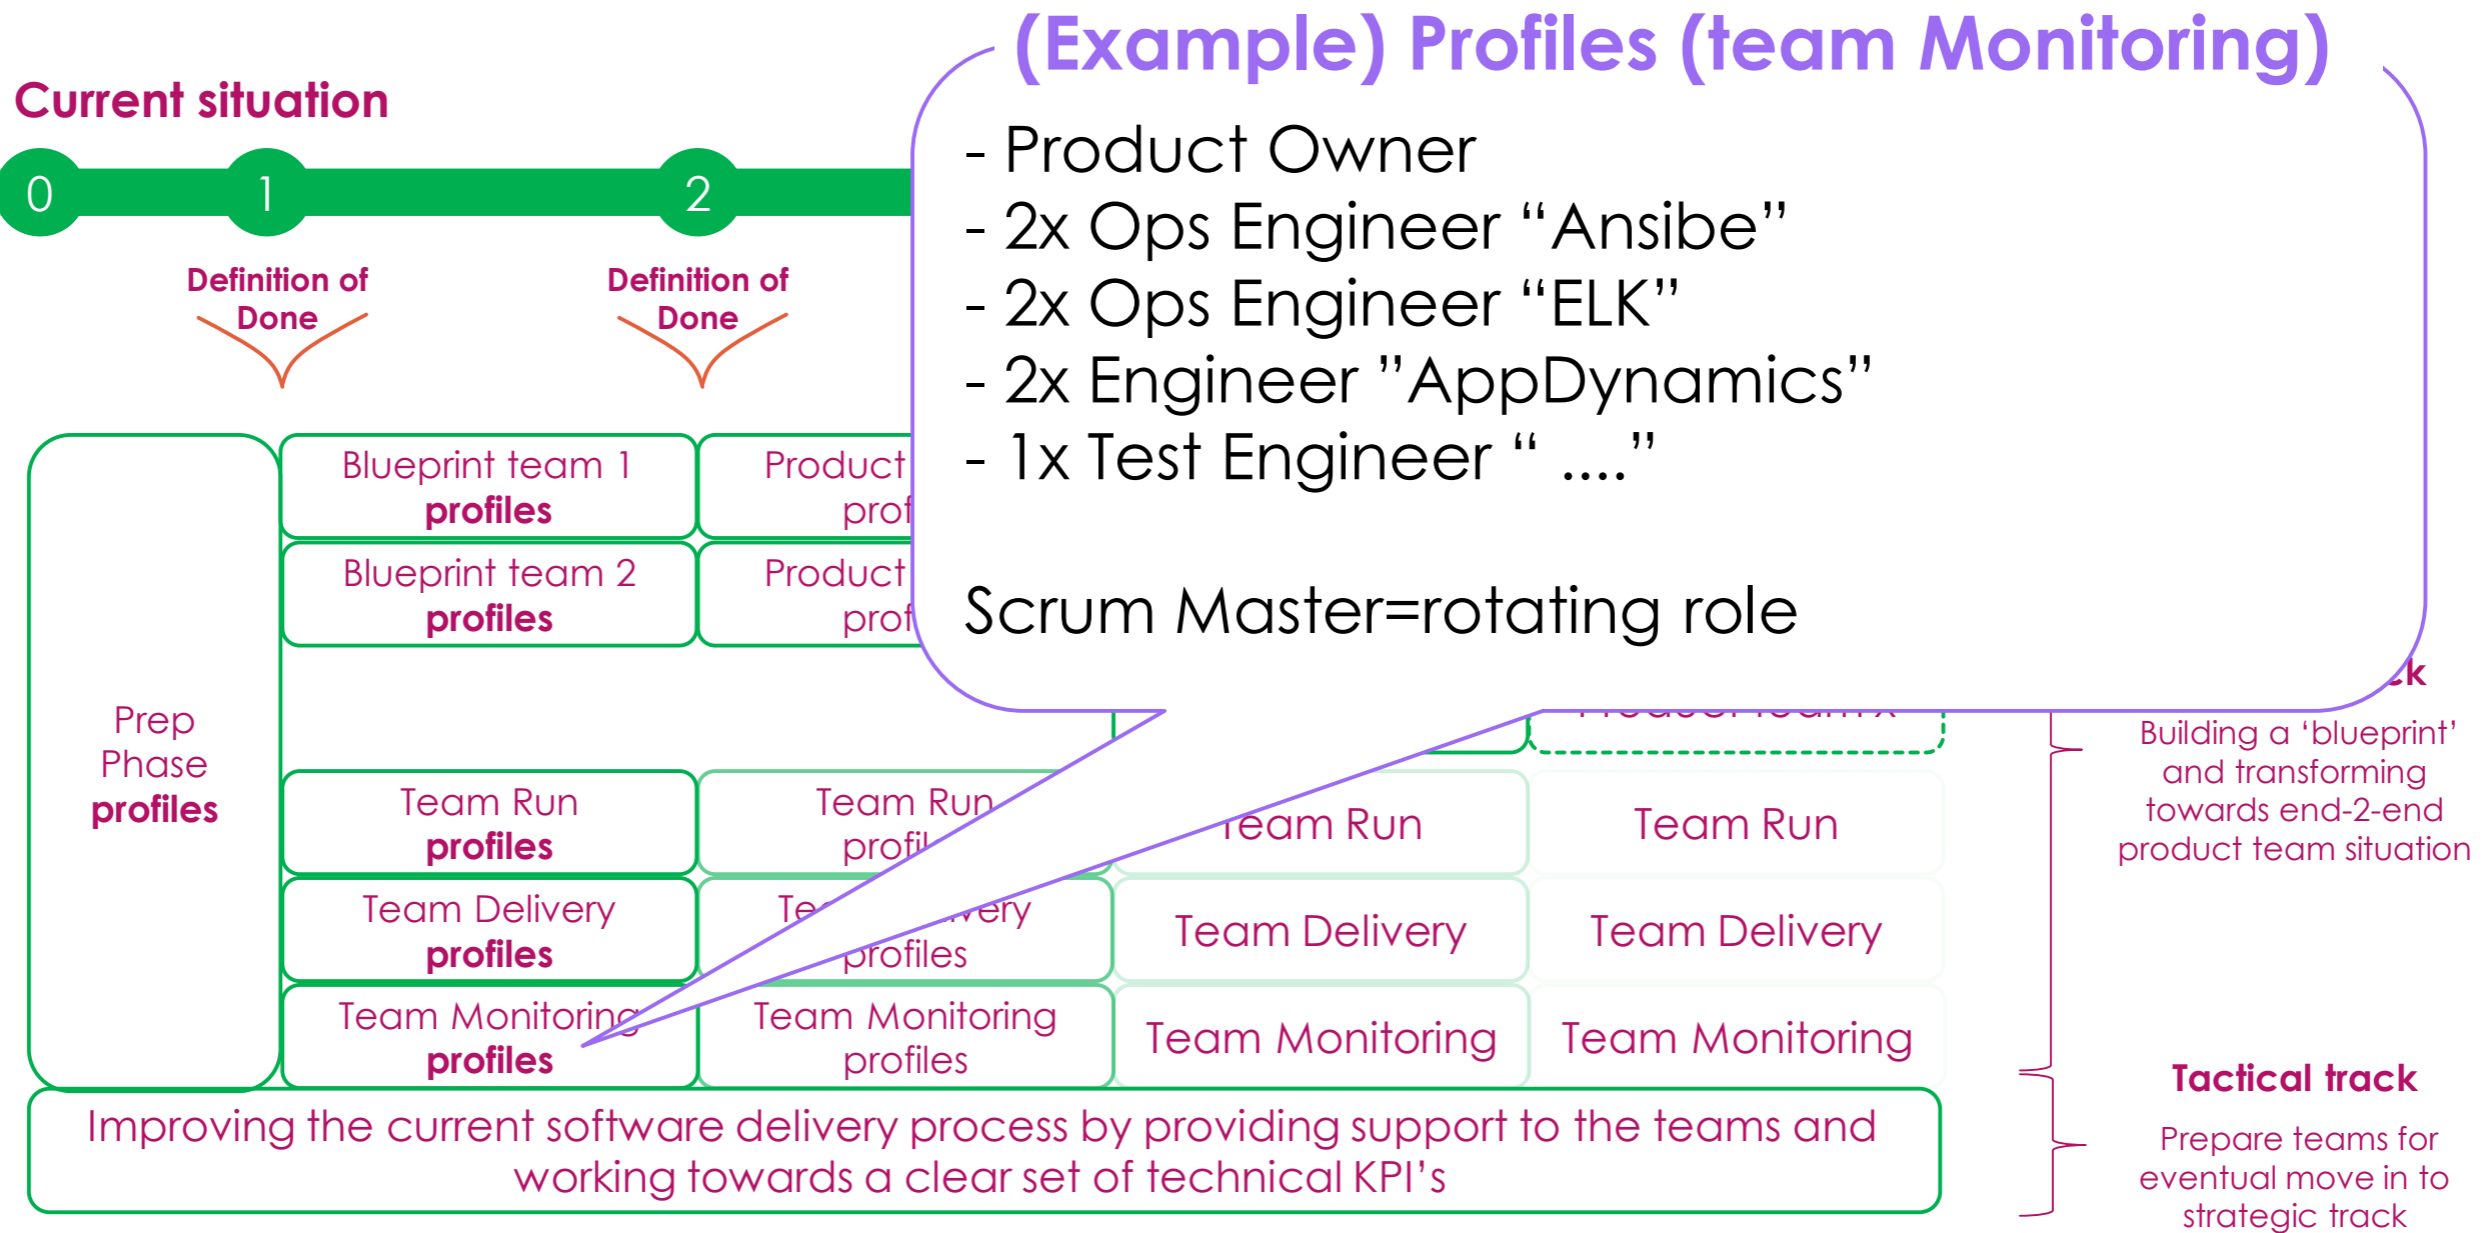 (Example) Profiles (team Monitoring)
Current situation
0
1
2
Definition of
Done
Definition of
Done
- Product Owner
- 2x Ops Engineer “Ansibe”
- 2x Ops Engineer “ELK”
- 2x Engineer ”AppDynamics”
- 1x Test Engineer “ ....”
Scrum Master=rotating role
Prep
Phase
profiles
Blueprint team 1
profiles
Product
Blueprint team 2
profiles
Product
Team Run
profiles
Team Run
Team Run
Team Run
Team Delivery
profiles
profiles
Team Delivery
Team Delivery
Team Monitoring
profiles
Team Monitoring
profiles
Team Monitoring
Team Monitoring
Building a ‘blueprint’
and transforming
towards end-2-end
product team situation
Improving the current software delivery process by providing support to the teams and
working towards a clear set of technical KPI’s
Tactical track
Prepare teams for
eventual move in to
strategic track